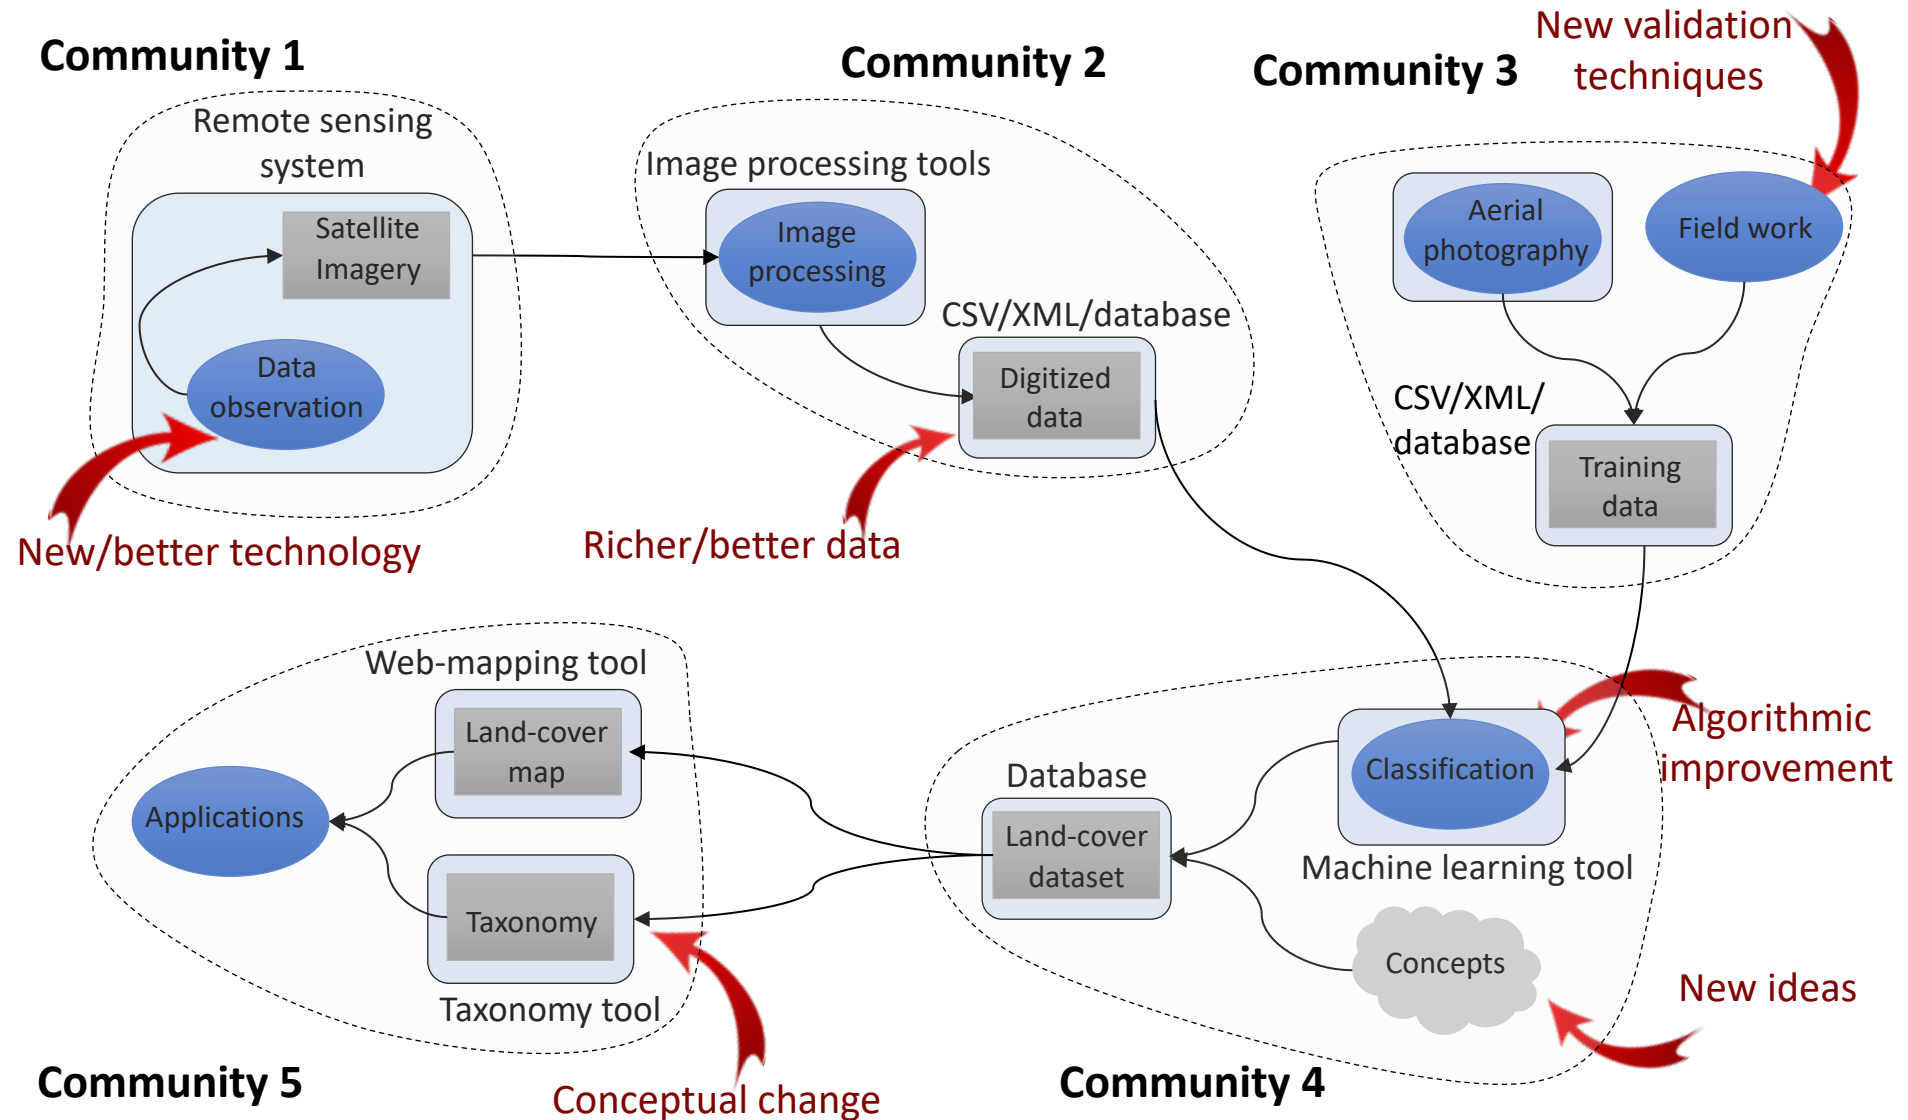 Community 1
Remote sensing
system
Satellite
Imagery
Data
observation
New/better technology
Community 2
Image processing tools
Image
processing
CSV/XML/database
Digitized
data
Richer/better data
Community 3
New validation
techniques
Aerial
photography
Field work
CSV/XML/
database
Training
data
Web-mapping tool
Land-cover
map
Applications
Taxonomy
Taxonomy tool
Community 5
Conceptual change
Database
Land-cover
dataset
Classification
Machine learning tool
Algorithmic
improvement
Concepts
New ideas
Community 4